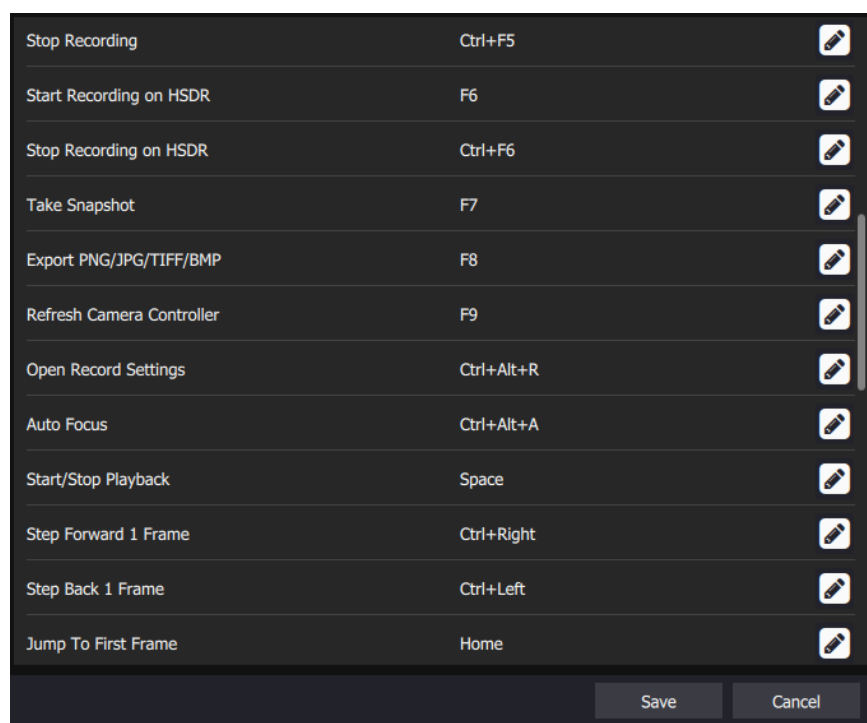 Stop Recording Ctrl+F5
Start Recording on HSDR F6
Stop Recording on HSDR Ctrl+F6
Take Snapshot F7
Export PNG/JPG/TIFF/BMP F8
Refresh Camera Controller F9
Open Record Settings Ctrl+Alt+R
Auto Focus Ctrl+Alt+A
Start/Stop Playback Space
Step Forward 1 Frame Ctrl+Right
Step Back 1 Frame Ctrl+Left
Jump To First Frame Home
Save Cancel